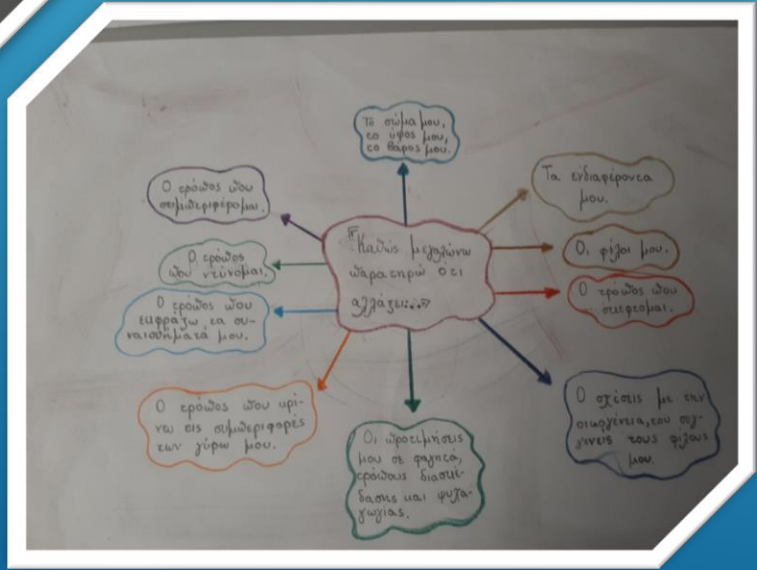 Το σώμα μου,
το ύψος μου,
το βάρος μου.
Τα ενδιαφέροντα
μου.
Οι φίλοι μου.
Ο τρόπος που
σκέφτομαι.
Ο σχέσεις με την
οικογένεια, του συγ-
γενείς τους φίλους
μου.
Οι προτιμήσεις
μου σε φαγητά,
τρόπους διασκέ-
δασης και ψυχα-
γωγίας.
Ο τρόπος που κρί-
νω τις συμπεριφορές
των γύρω μου.
Ο τρόπος που
εκφράζω τα συ-
ναισθήματά μου.
Ο τρόπος
που ντύνομαι.
Ο τρόπος που
συμπεριφέρομαι.
"Καθώς μεγαλώνω
παρατηρώ ότι
αλλάζει..."